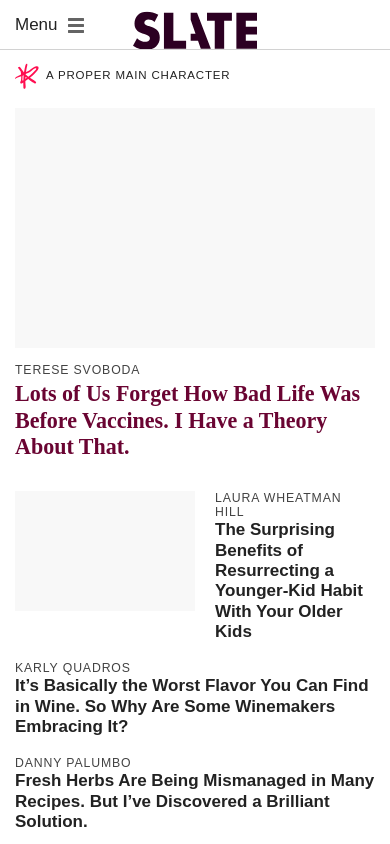 Menu
SLATE
A PROPER MAIN CHARACTER
TERESE SVOBODA
Lots of Us Forget How Bad Life Was
Before Vaccines. I Have a Theory
About That.
LAURA WHEATMAN
HILL
The Surprising
Benefits of
Resurrecting a
Younger-Kid Habit
With Your Older
Kids
KARLY QUADROS
It’s Basically the Worst Flavor You Can Find
in Wine. So Why Are Some Winemakers
Embracing It?
DANNY PALUMBO
Fresh Herbs Are Being Mismanaged in Many
Recipes. But I’ve Discovered a Brilliant
Solution.